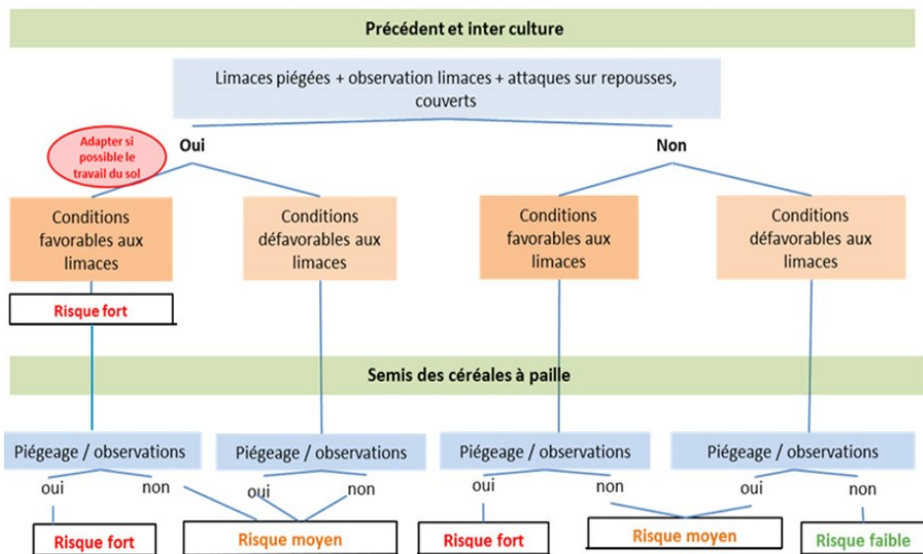 Précédent et inter culture
Limaces piégées + observation limaces + attaques sur repousses,
couverts
Adapter si
possible le
travail du sol
Oui
Non
Conditions
favorables aux
limaces
Conditions
défavorables aux
limaces
Conditions
favorables aux
limaces
Conditions
défavorables aux
limaces
Risque fort
Semis des céréales à paille
Piégeage / observations
Piégeage / observations
Piégeage / observations
Piégeage / observations
oui
non
oui
non
oui
non
oui
non
Risque fort
Risque moyen
Risque fort
Risque moyen
Risque faible